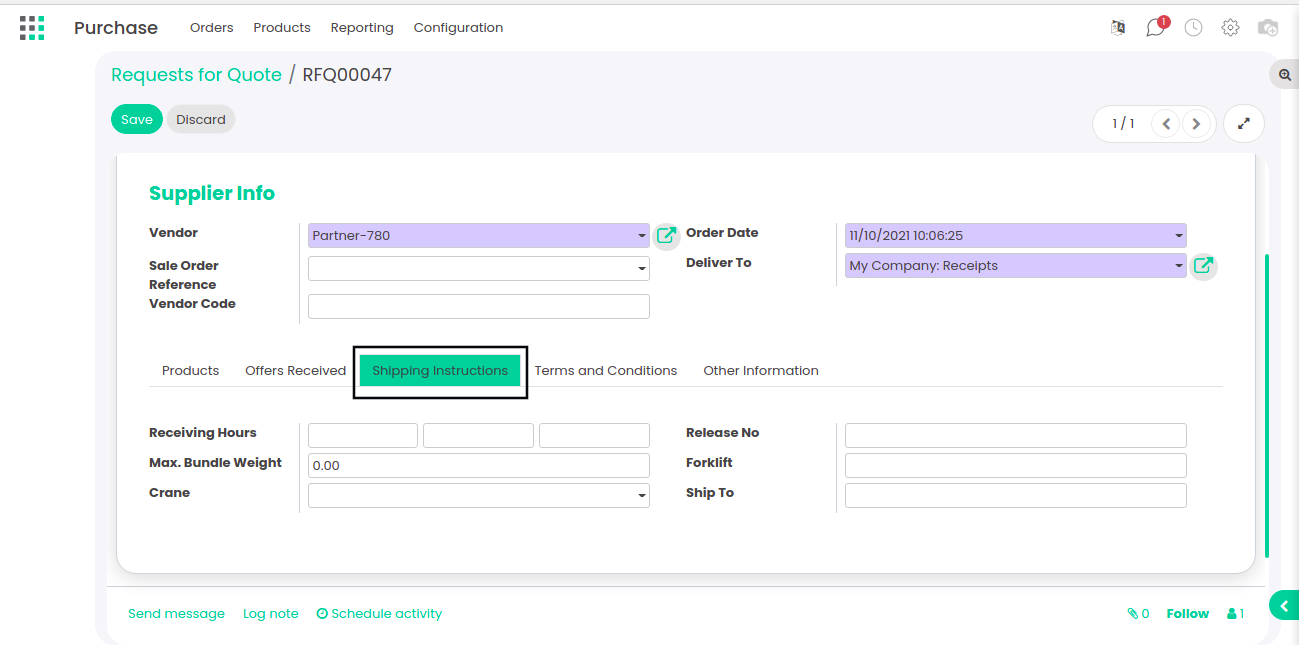 Purchase Orders Products Reporting Configuration 1
Requests for Quote / RFQ00047
Save Discard 1 / 1
Supplier Info
Vendor Partner-780 Order Date 11/10/2021 10:06:25
Sale Order Reference Deliver To My Company: Receipts
Vendor Code
Products Offers Received Shipping Instructions Terms and Conditions Other Information
Receiving Hours Release No
Max. Bundle Weight 0.00 Forklift
Crane Ship To
Send message Log note Schedule activity 0 Follow 1